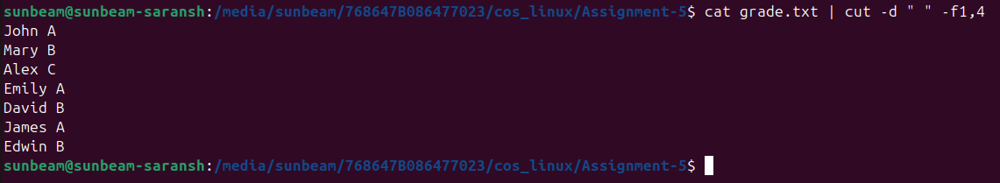 sunbeam@sunbeam-saransh:/media/sunbeam/768647B086477023/cos_linux/Assignment-5$ cat grade.txt | cut -d " " -f1,4
John A
Mary B
Alex C
Emily A
David B
James A
Edwin B
sunbeam@sunbeam-saransh:/media/sunbeam/768647B086477023/cos_linux/Assignment-5$